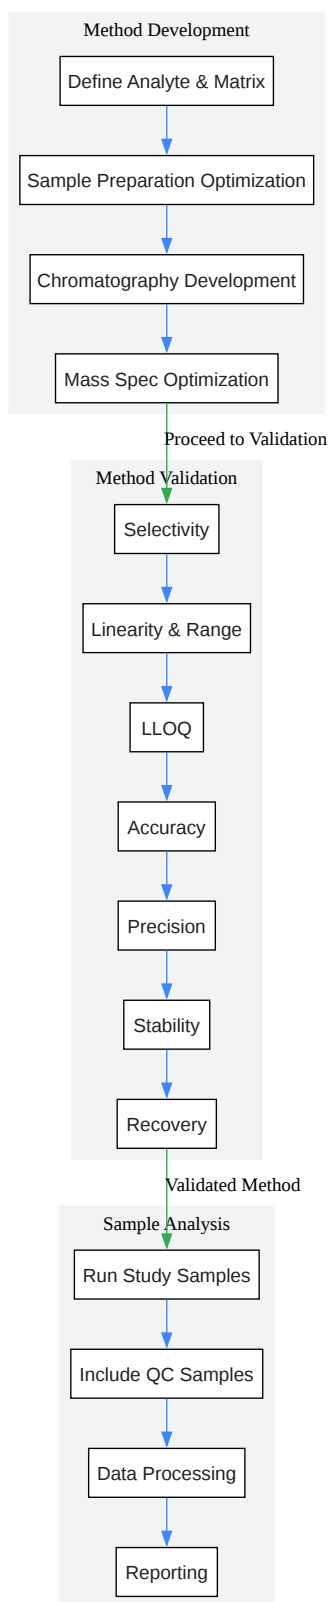 Method Development
Define Analyte & Matrix
Sample Preparation Optimization
Chromatography Development
Mass Spec Optimization
Proceed to Validation
Method Validation
Selectivity
Linearity & Range
LLOQ
Accuracy
Precision
Stability
Recovery
Validated Method
Sample Analysis
Run Study Samples
Include QC Samples
Data Processing
Reporting